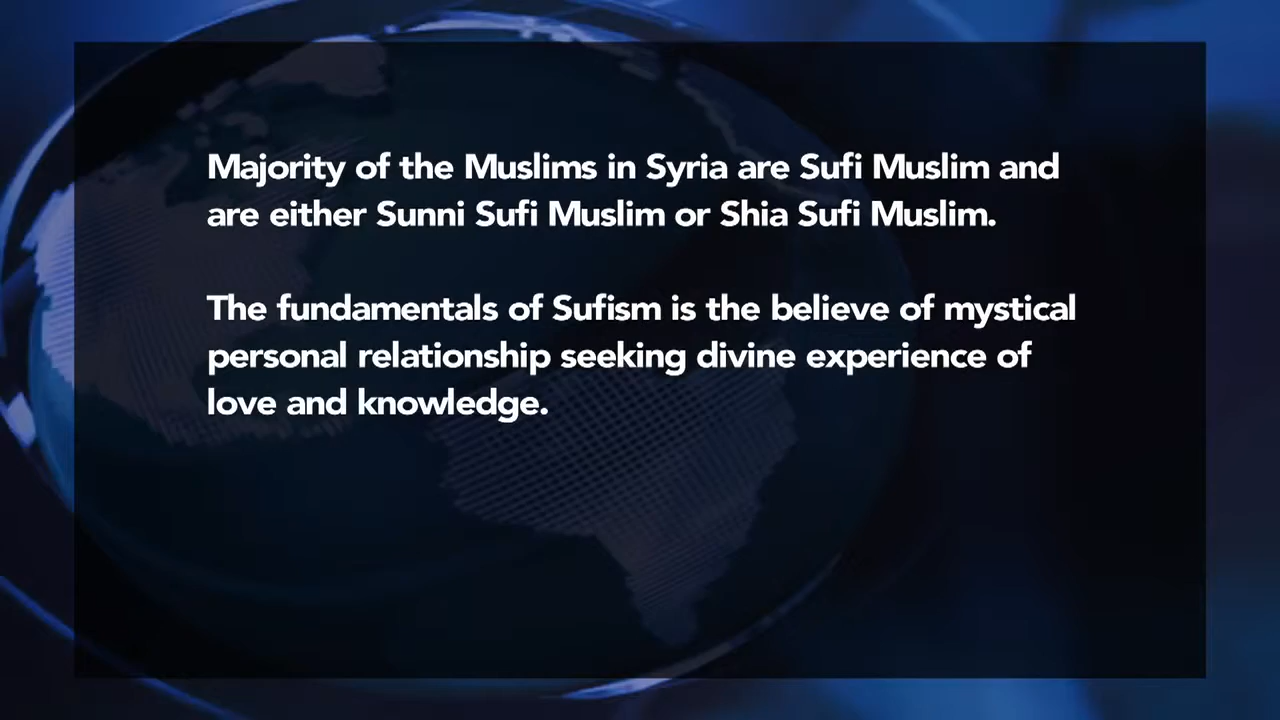 Majority of the Muslims in Syria are Sufi Muslim and
are either Sunni Sufi Muslim or Shia Sufi Muslim.
The fundamentals of Sufism is the believe of mystical
personal relationship seeking divine experience of
love and knowledge.